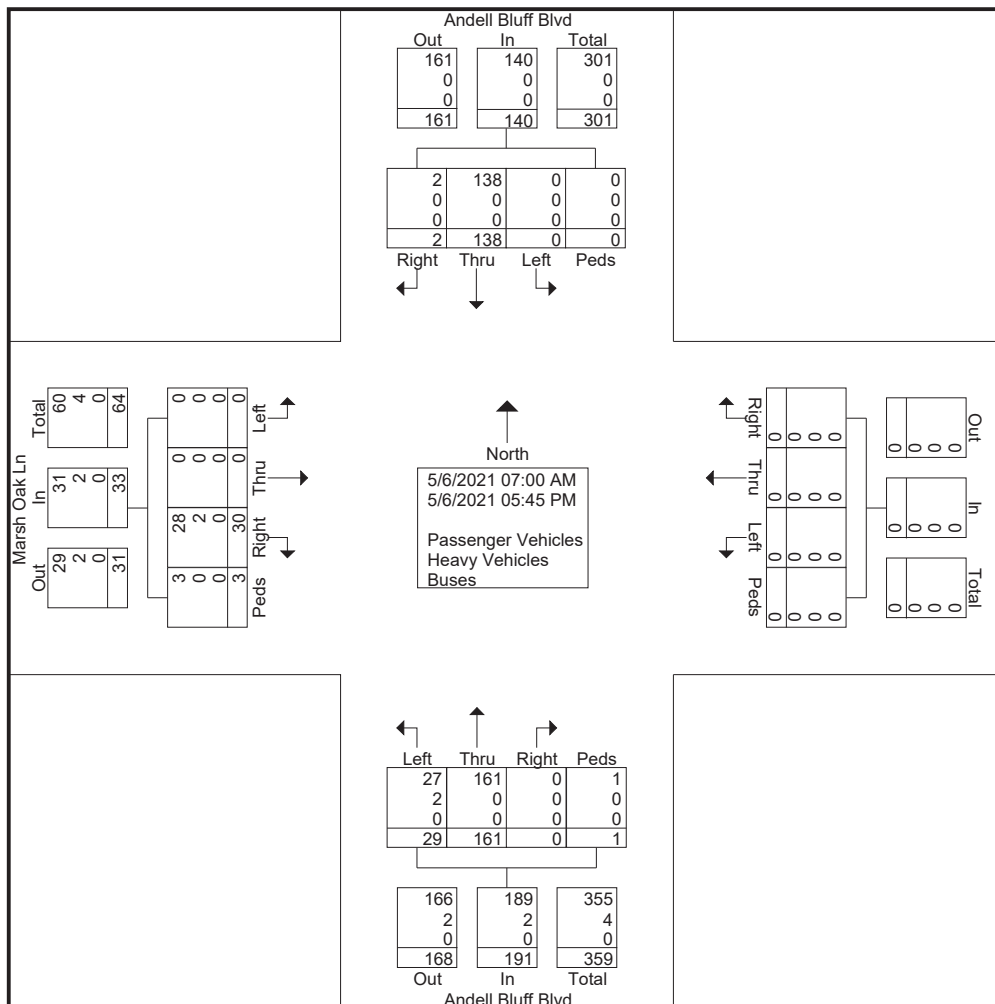 Andell Bluff Blvd
Out In Total
161 140 301
0 0 0
0 0 0
161 140 301
2 138 0 0
0 0 0 0
0 0 0 0
2 138 0 0
Right Thru Left Peds
Marsh Oak Ln
Total
60 4 0 64
In
31 2 0 33
Out
29 2 0 31
0 0 0 0
Left
0 0 0 0
Thru
28 2 0 30
Right
3 0 0 3
Peds
North
5/6/2021 07:00 AM
5/6/2021 05:45 PM
Passenger Vehicles
Heavy Vehicles
Buses
Right
0 0 0 0
Thru
0 0 0 0
Left
0 0 0 0
Peds
0 0 0 0
Out
0 0 0 0
In
0 0 0 0
Total
0 0 0 0
Left Thru Right Peds
27 161 0 1
2 0 0 0
0 0 0 0
29 161 0 1
166 189 355
2 2 4
0 0 0
168 191 359
Out In Total
Andell Bluff Blvd